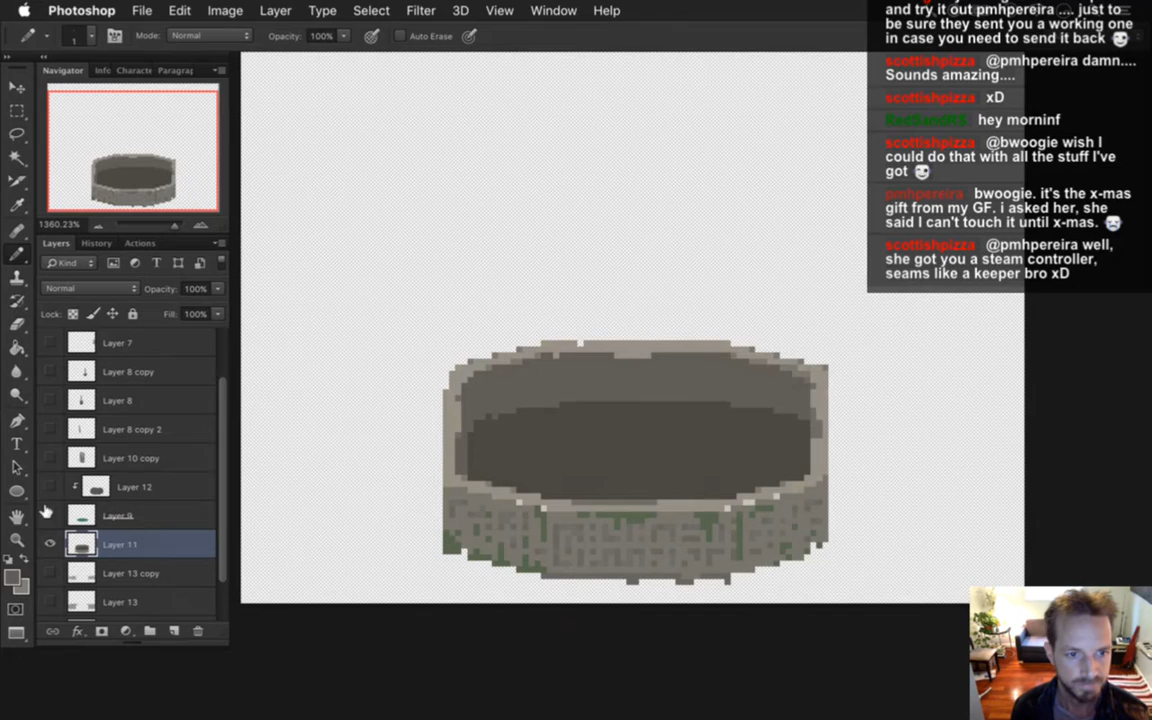 Photoshop File Edit Image Layer Type Select Filter 3D View Window Help
1 Mode: Normal Opacity: 100% Auto Erase
Navigator Info Characte Paragrap
1360.23%
Layers History Actions
Kind
Normal Opacity: 100%
Lock: Fill: 100%
Layer 7
Layer 8 copy
Layer 8
Layer 8 copy 2
Layer 10 copy
Layer 12
Layer 9
Layer 11
Layer 13 copy
Layer 13
fx
and try it out pmhpereira .... just to
be sure they sent you a working one
in case you need to send it back
scottishpizza @pmhpereira damn....
Sounds amazing....
scottishpizza xD
hey morninf
scottishpizza @bwoogie wish I
could do that with all the stuff I've
got
pmhpereira bwoogie. it's the x-mas
gift from my GF. i asked her, she
said I can't touch it until x-mas.
scottishpizza @pmhpereira well,
she got you a steam controller,
seams like a keeper bro xD